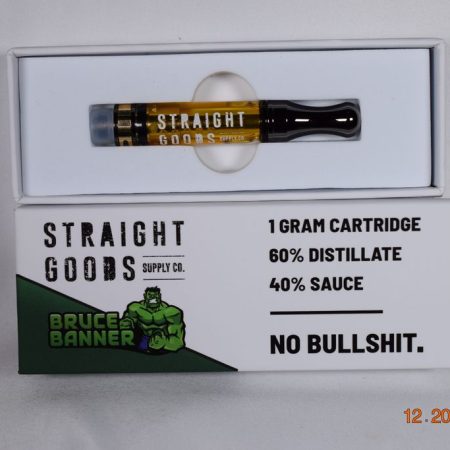 STRAIGHT
GOODS SUPPLY CO.
STRAIGHT
GOODS SUPPLY CO.
BRUCE
BANNER
1 GRAM CARTRIDGE
60% DISTILLATE
40% SAUCE
NO BULLSHIT.
12.20